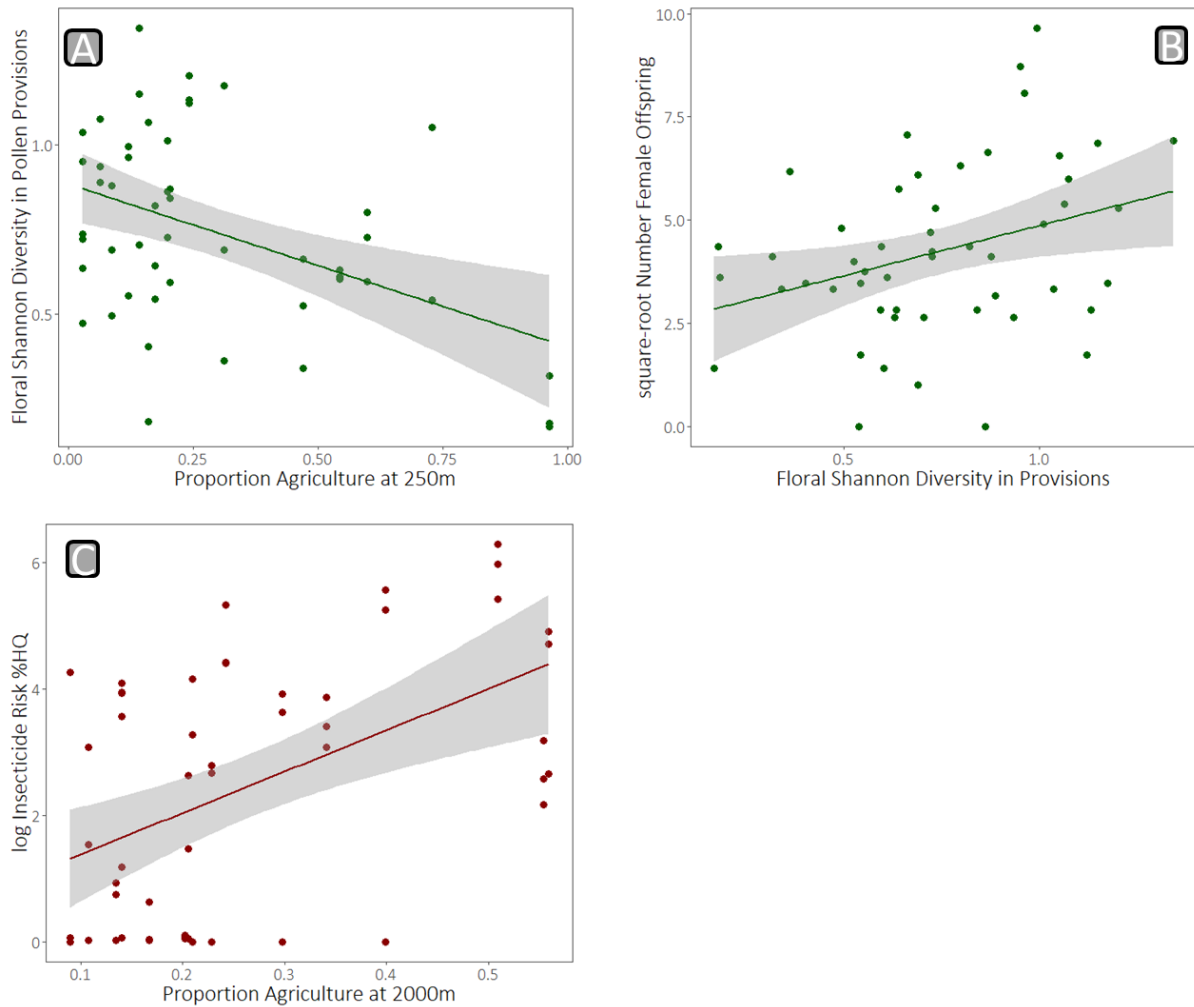 A
Floral Shannon Diversity in Pollen Provisions
1.0
0.5
0.00 0.25 0.50 0.75 1.00
Proportion Agriculture at 250m
B
square-root Number Female Offspring
10.0
7.5
5.0
2.5
0.0
0.5 1.0
Floral Shannon Diversity in Provisions
C
log Insecticide Risk %HQ
6
4
2
0
0.1 0.2 0.3 0.4 0.5
Proportion Agriculture at 2000m